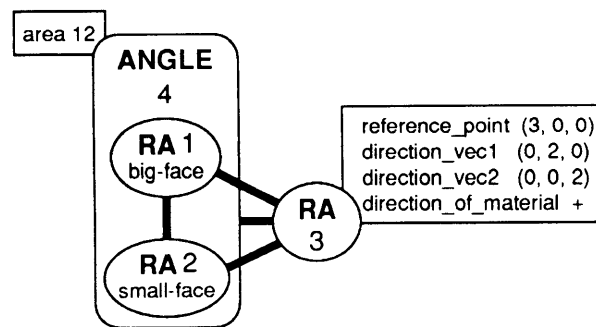 area 12
ANGLE
4
RA 1
big-face
RA 2
small-face
RA
3
reference_point (3, 0, 0)
direction_vec1 (0, 2, 0)
direction_vec2 (0, 0, 2)
direction_of_material +